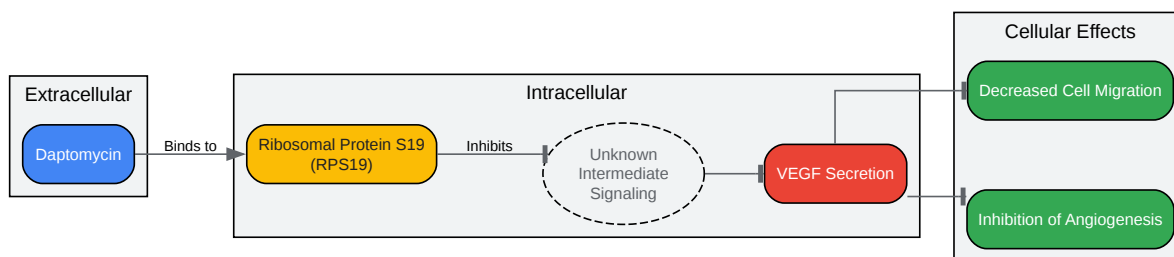 Cellular Effects
Extracellular
Intracellular
Decreased Cell Migration
Daptomycin
Binds to
Ribosomal Protein S19
(RPS19)
Inhibits
Unknown
Intermediate
Signaling
VEGF Secretion
Inhibition of Angiogenesis